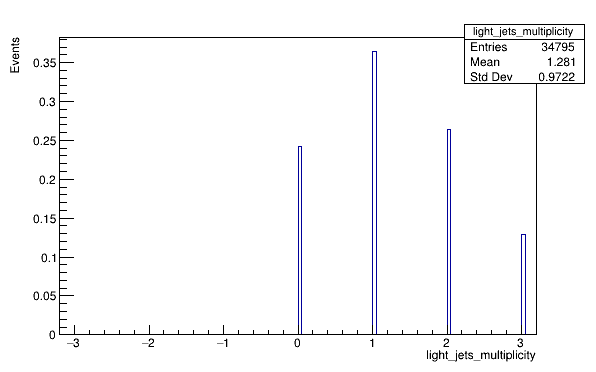 light_jets_multiplicity
Entries 34795
Mean 1.281
Std Dev 0.9722
Events
0.35
0.3
0.25
0.2
0.15
0.1
0.05
0
−3 −2 −1 0 1 2 3
light_jets_multiplicity